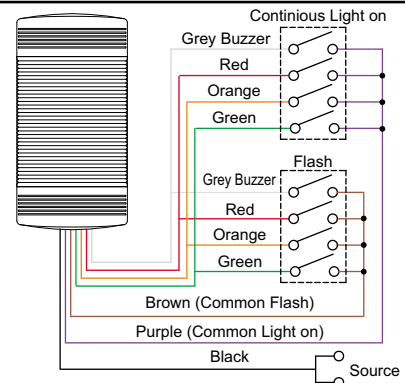 Continious Light on
Grey Buzzer
Red
Orange
Green
Flash
Grey Buzzer
Red
Orange
Green
Brown (Common Flash)
Purple (Common Light on)
Black
Source